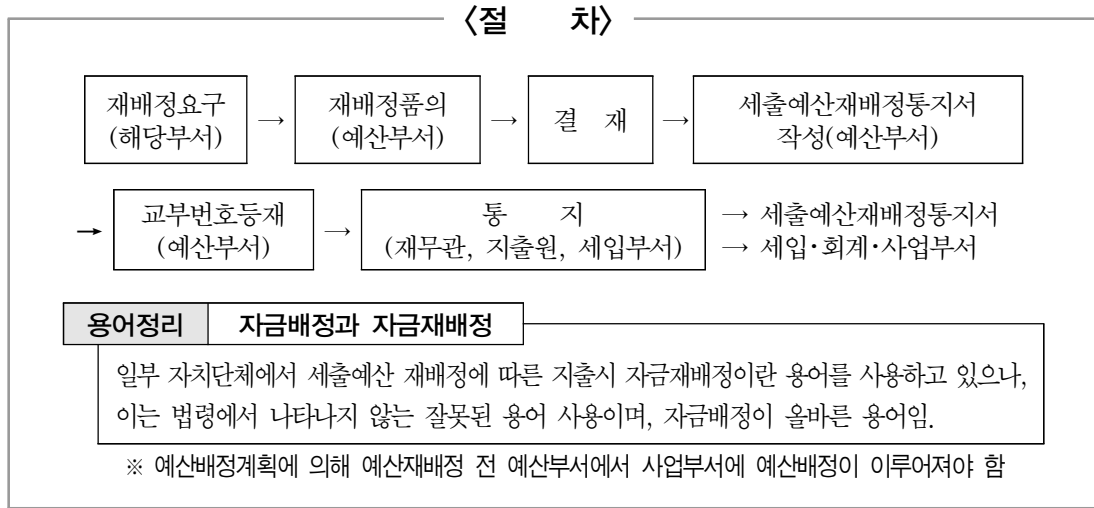 〈절 차〉
재배정요구 → 재배정품의 → 결 재 → 세출예산재배정통지서
(해당부서) (예산부서) 작성(예산부서)
→ 교부번호등재 → 통 지 → 세출예산재배정통지서
(예산부서) (재무관, 지출원, 세입부서) → 세입·회계·사업부서
용어정리 자금배정과 자금재배정
일부 자치단체에서 세출예산 재배정에 따른 지출시 자금재배정이란 용어를 사용하고 있으나,
이는 법령에서 나타나지 않는 잘못된 용어 사용이며, 자금배정이 올바른 용어임.
※ 예산배정계획에 의해 예산재배정 전 예산부서에서 사업부서에 예산배정이 이루어져야 함